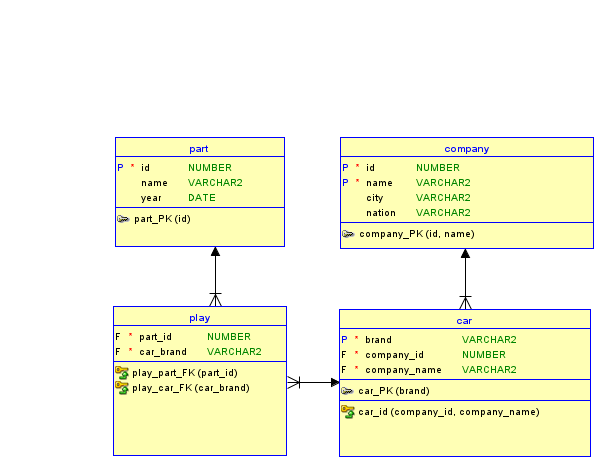 part
P * id NUMBER
name VARCHAR2
year DATE
part_PK (id)
company
P * id NUMBER
P * name VARCHAR2
city VARCHAR2
nation VARCHAR2
company_PK (id, name)
play
F * part_id NUMBER
F * car_brand VARCHAR2
play_part_FK (part_id)
play_car_FK (car_brand)
car
P * brand VARCHAR2
F * company_id NUMBER
F * company_name VARCHAR2
car_PK (brand)
car_id (company_id, company_name)